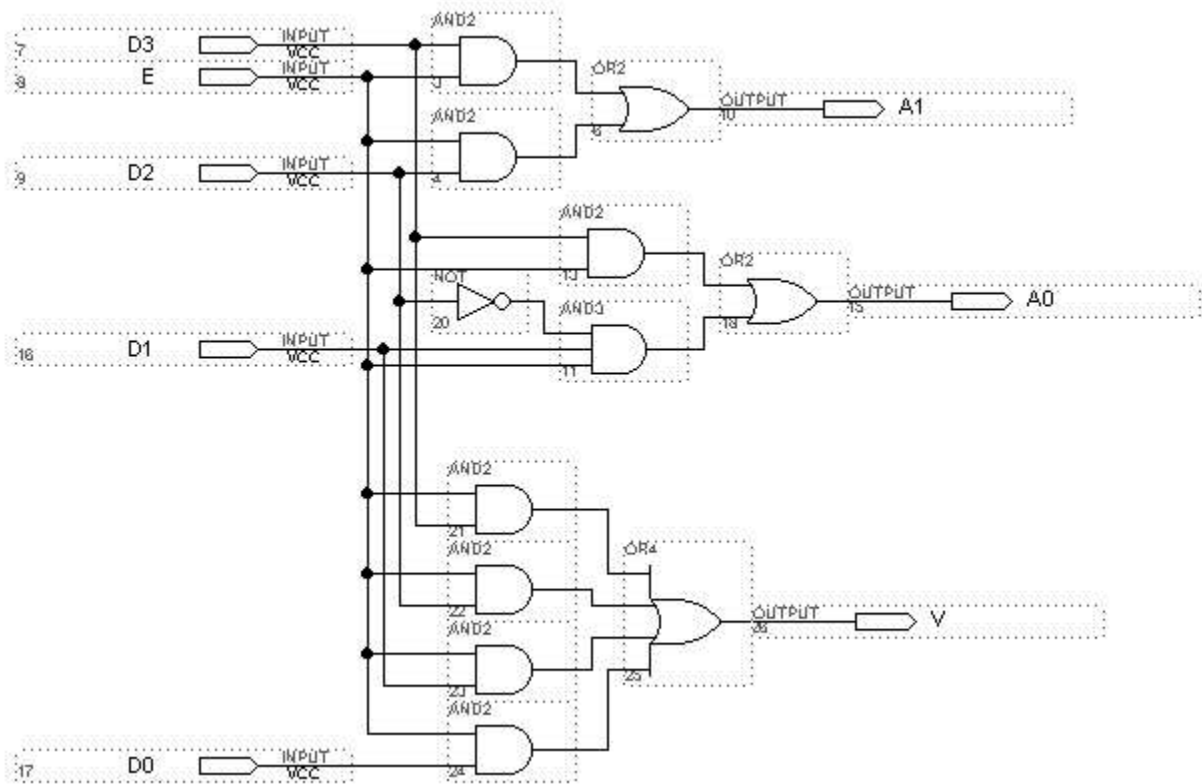 AND2
7 D3 INPUT VCC
8 E INPUT VCC
OR2
OUTPUT 10 A1
AND2
6
9 D2 INPUT VCC
4
AND2
13
OR2
NOT
20
OUTPUT 15 A0
AND3
18
16 D1 INPUT VCC
11
AND2
21
AND2
OR4
22
OUTPUT 26 V
AND2
23
25
AND2
17 D0 INPUT VCC
24